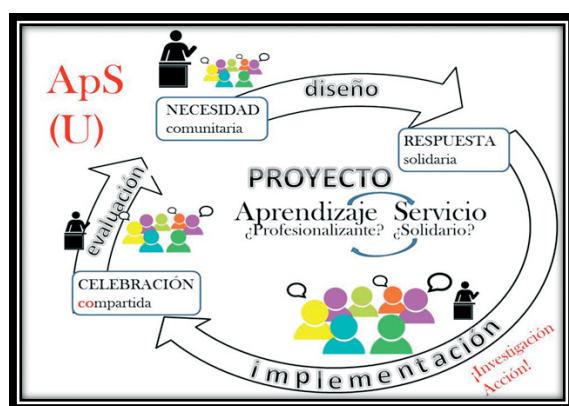 ApS
(U)
NECESIDAD
comunitaria
diseño
RESPUESTA
solidaria
PROYECTO
Aprendizaje Servicio
¿Profesionalizante? ¿Solidario?
evaluación
CELEBRACIÓN
compartida
implementación
¡Investigación
Acción!